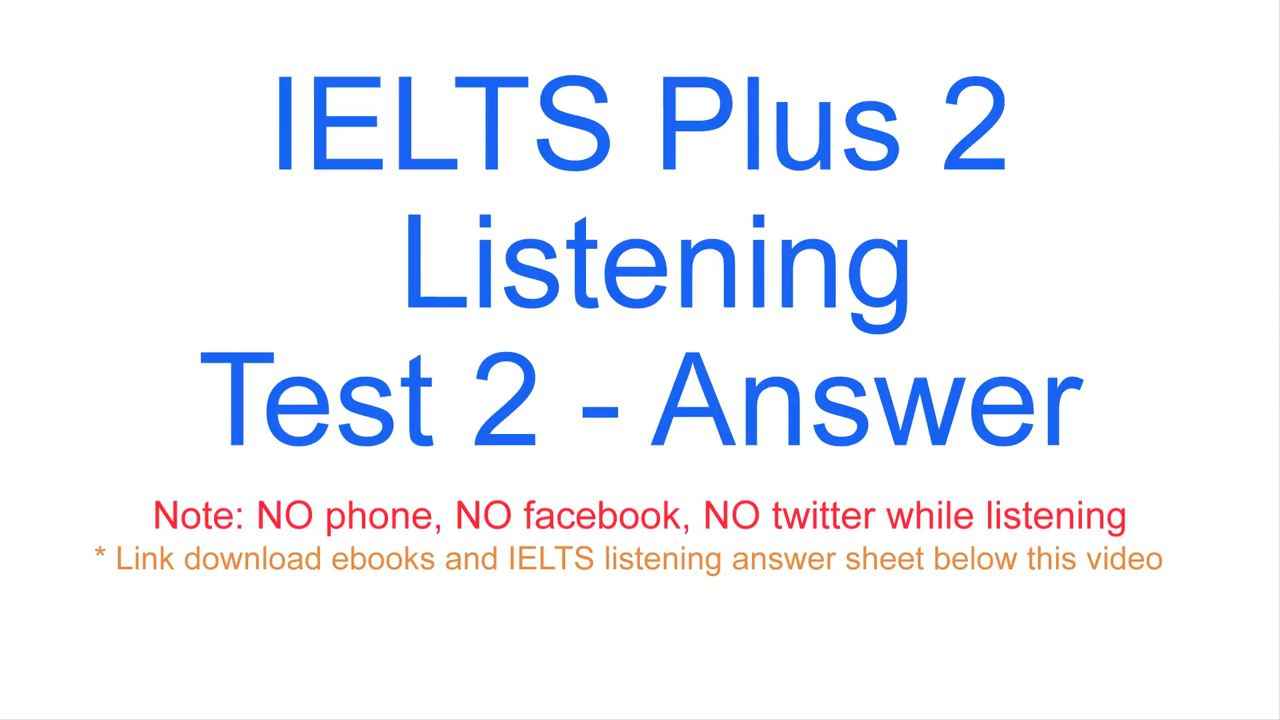 IELTS Plus 2
Listening
Test 2 - Answer
Note: NO phone, NO facebook, NO twitter while listening
* Link download ebooks and IELTS listening answer sheet below this video